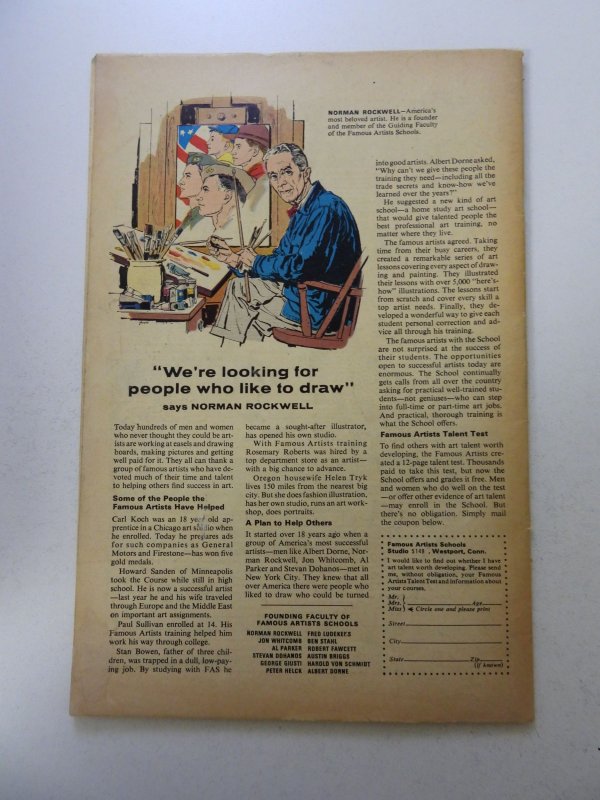 NORMAN ROCKWELL—America's
most beloved artist. He is a founder
and member of the Guiding Faculty
of the Famous Artists Schools.
"We're looking for
people who like to draw"
says NORMAN ROCKWELL
Today hundreds of men and women
who never thought they could be art-
ists are working at easels and drawing
boards, making pictures and getting
well paid for it. They all can thank a
group of famous artists who have de-
voted much of their time and talent
to helping others find success in art.
Some of the People the
Famous Artists Have Helped
Carl Koch was an 18 year old ap-
prentice in a Chicago art studio when
he enrolled. Today he prepares ads
for such companies as General
Motors and Firestone—has won five
gold medals.
Howard Sanden of Minneapolis
took the Course while still in high
school. He is now a successful artist
—last year he and his wife traveled
through Europe and the Middle East
on important art assignments.
Paul Sullivan enrolled at 14. His
Famous Artists training helped him
work his way through college.
Stan Bowen, father of three chil-
dren, was trapped in a dull, low-pay-
ing job. By studying with FAS he
became a sought-after illustrator,
has opened his own studio.
With Famous Artists training
Rosemary Roberts was hired by a
top department store as an artist—
with a big chance to advance.
Oregon housewife Helen Tryk
lives 150 miles from the nearest big
city. But she does fashion illustration,
has her own studio, runs an art work-
shop, does portraits.
A Plan to Help Others
It started over 18 years ago when a
group of America's most successful
artists—men like Albert Dorne, Nor-
man Rockwell, Jon Whitcomb, Al
Parker and Stevan Dohanos—met in
New York City. They knew that all
over America there were people who
liked to draw who could be turned
FOUNDING FACULTY OF
FAMOUS ARTISTS SCHOOLS
NORMAN ROCKWELL FRED LUDEKENS
JON WHITCOMB BEN STAHL
AL PARKER ROBERT FAWCETT
STEVAN DOHANOS AUSTIN BRIGGS
GEORGE GIUSTI HAROLD VON SCHMIDT
PETER HELCK ALBERT DORNE
into good artists. Albert Dorne asked,
"Why can't we give these people the
training they need—including all the
trade secrets and know-how we've
learned over the years?"
He suggested a new kind of art
school—a home study art school—
that would give talented people the
best professional art training, no
matter where they live.
The famous artists agreed. Taking
time from their busy careers, they
created a remarkable series of art
lessons covering every aspect of draw-
ing and painting. They illustrated
their lessons with over 5,000 "here's-
how" illustrations. The lessons start
from scratch and cover every skill a
top artist needs. Finally, they de-
veloped a wonderful way to give each
student personal correction and ad-
vice all through his training.
The famous artists with the School
are not surprised at the success of
their students. The opportunities
open to successful artists today are
enormous. The School continually
gets calls from all over the country
asking for practical well-trained stu-
dents—not geniuses—who can step
into full-time or part-time art jobs.
And practical, thorough training is
what the School offers.
Famous Artists Talent Test
To find others with art talent worth
developing, the Famous Artists cre-
ated a 12-page talent test. Thousands
paid to take this test, but now the
School offers and grades it free. Men
and women who do well on the test
—or offer other evidence of art talent
—may enroll in the School. But
there's no obligation. Simply mail
the coupon below.
Famous Artists Schools
Studio 5149, Westport, Conn.
I would like to find out whether I have
art talent worth developing. Please send
me, without obligation, your Famous
Artists Talent Test and information about
your courses.
Mr.
Mrs. Age
Miss Circle one and please print
Street
City
State Zip
(if known)